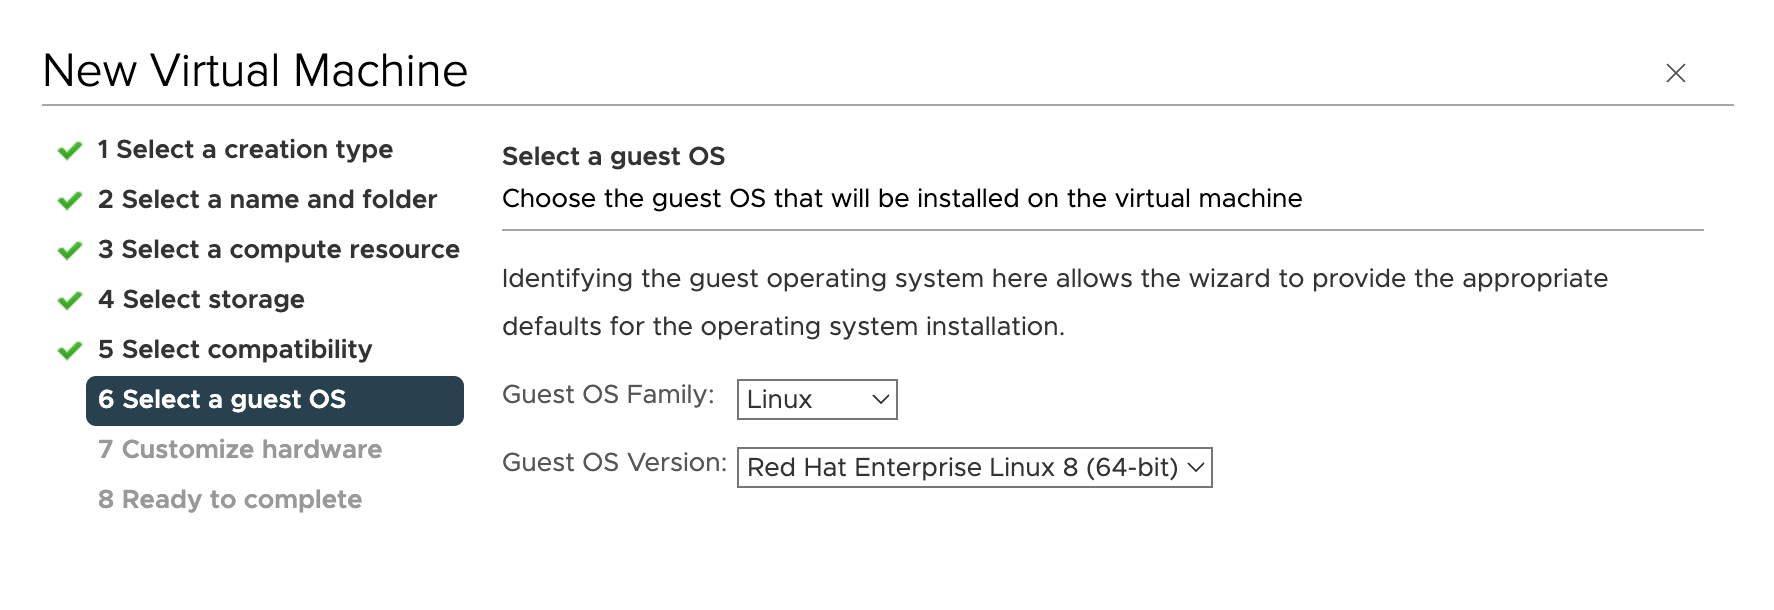 New Virtual Machine
1 Select a creation type
2 Select a name and folder
3 Select a compute resource
4 Select storage
5 Select compatibility
6 Select a guest OS
7 Customize hardware
8 Ready to complete
Select a guest OS
Choose the guest OS that will be installed on the virtual machine
Identifying the guest operating system here allows the wizard to provide the appropriate
defaults for the operating system installation.
Guest OS Family: Linux
Guest OS Version: Red Hat Enterprise Linux 8 (64-bit)